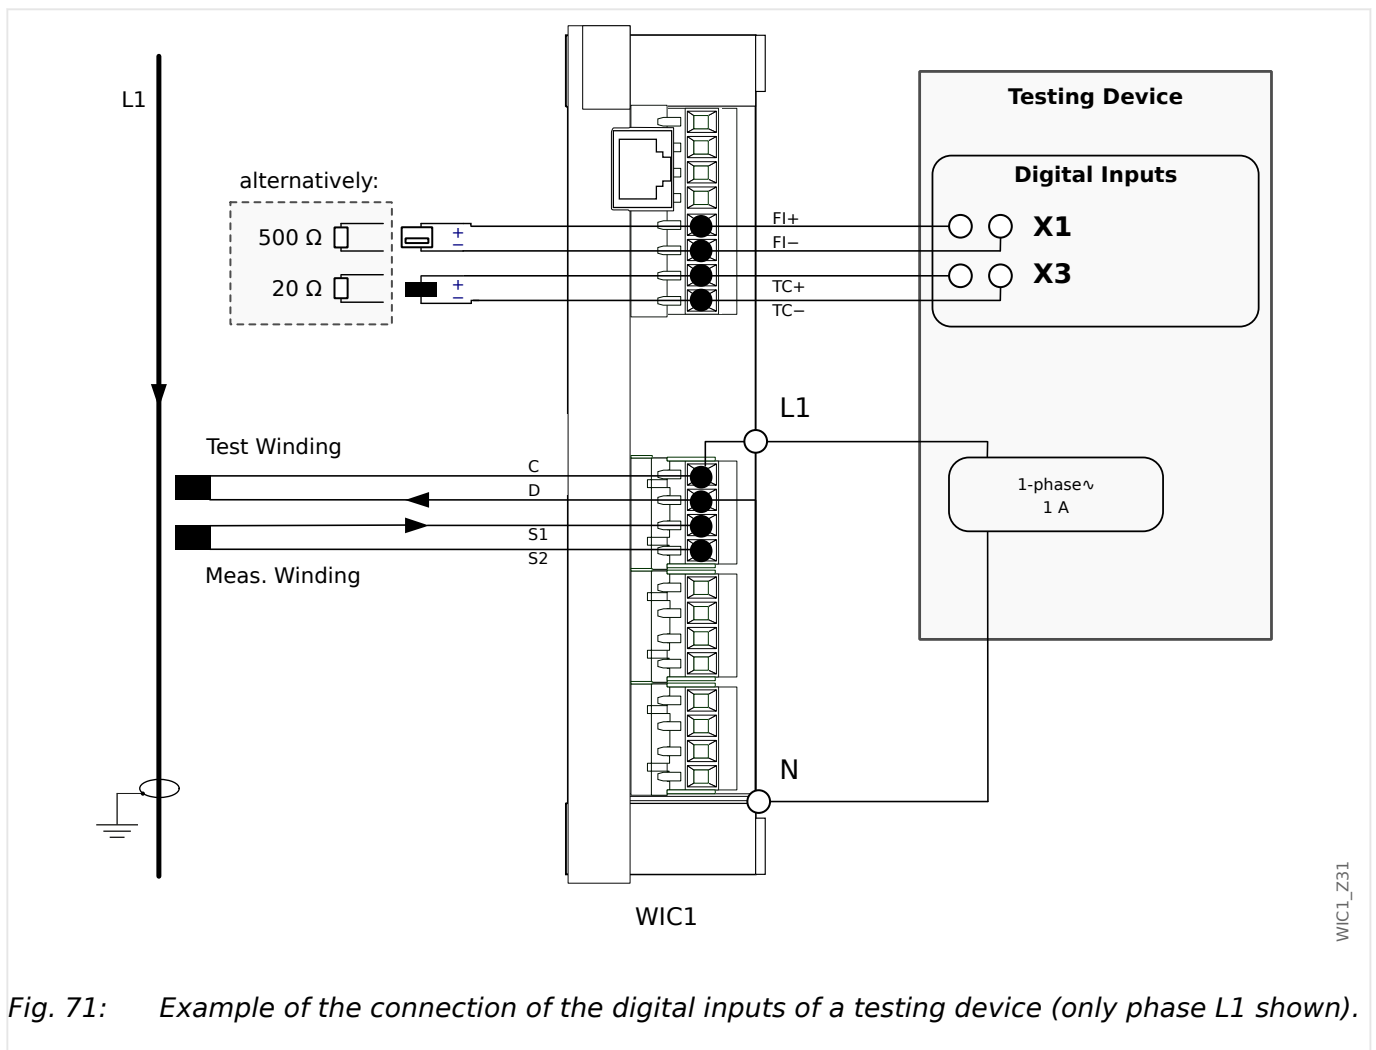 L1
Testing Device
Digital Inputs
alternatively:
500 Ω
+
−
FI+
FI−
X1
20 Ω
+
−
TC+
TC−
X3
L1
Test Winding
C
D
S1
S2
Meas. Winding
1-phase∿
1 A
N
WIC1
WIC1_Z31
Fig. 71: Example of the connection of the digital inputs of a testing device (only phase L1 shown).